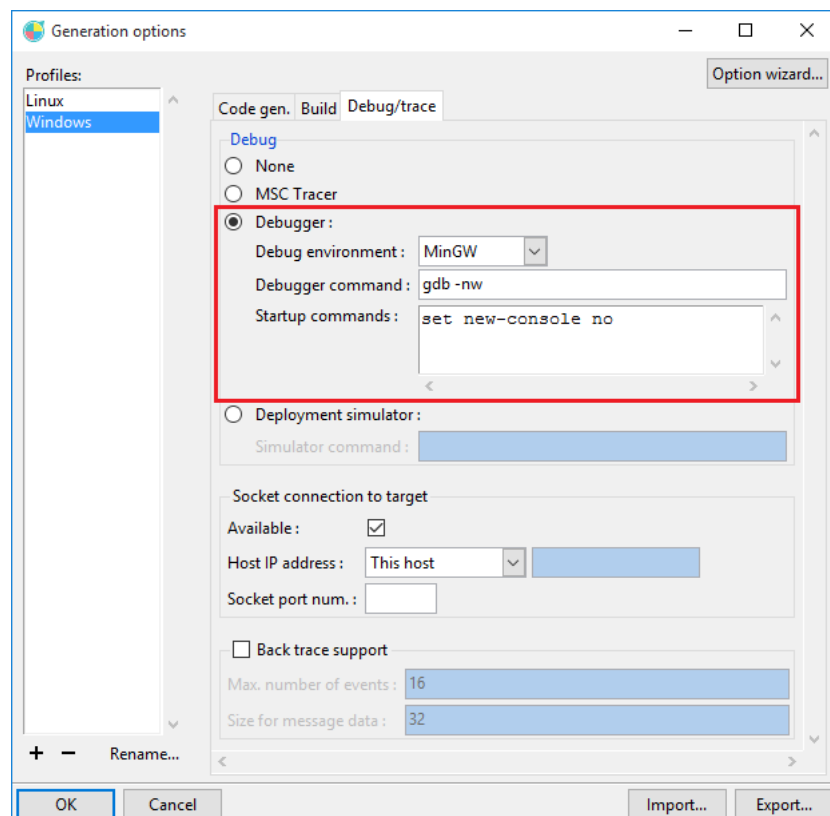 Generation options
Profiles:
Option wizard...
Linux
Windows
Code gen. Build Debug/trace
Debug
None
MSC Tracer
Debugger :
Debug environment : MinGW
Debugger command : gdb -nw
Startup commands : set new-console no
Deployment simulator :
Simulator command :
Socket connection to target
Available :
Host IP address : This host
Socket port num. :
Back trace support
Max. number of events : 16
Size for message data : 32
+ − Rename...
OK Cancel Import... Export...